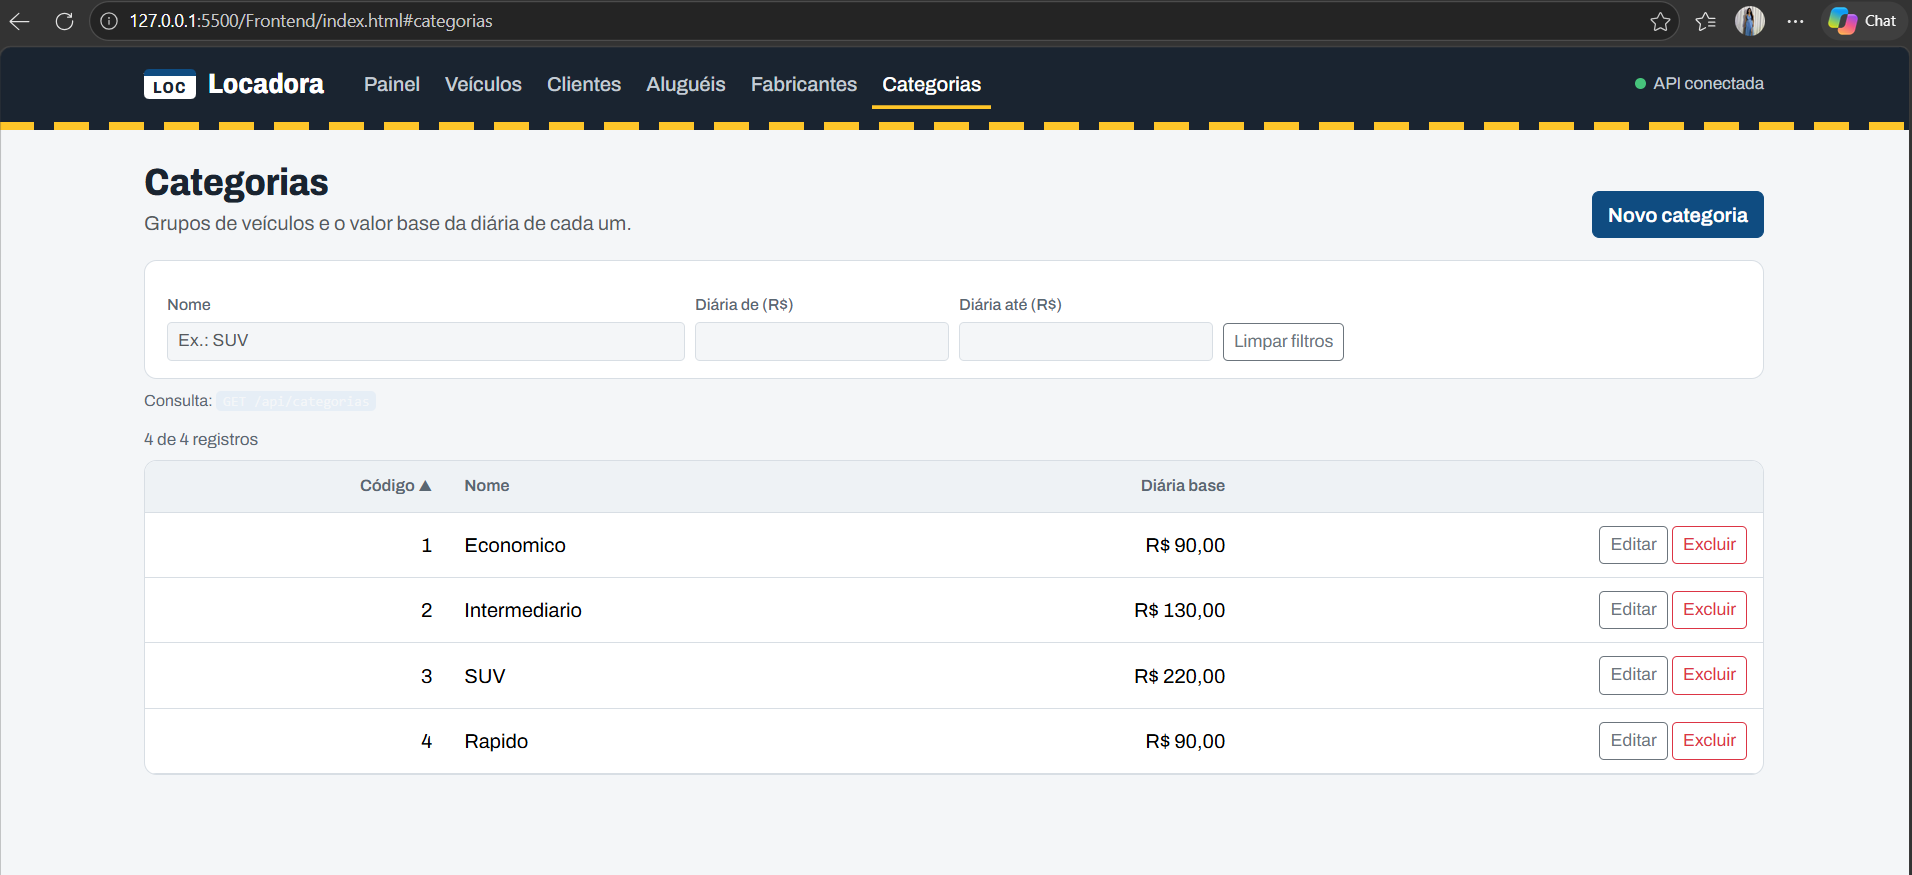 127.0.0.1:5500/Frontend/index.html#categorias
Chat
LOC Locadora Painel Veículos Clientes Aluguéis Fabricantes Categorias API conectada
Categorias
Grupos de veículos e o valor base da diária de cada um.
Novo categoria
Nome Diária de (R$) Diária até (R$)
Ex.: SUV Limpar filtros
Consulta: GET /api/categorias
4 de 4 registros
Código ▲ Nome Diária base
1 Economico R$ 90,00 Editar Excluir
2 Intermediario R$ 130,00 Editar Excluir
3 SUV R$ 220,00 Editar Excluir
4 Rapido R$ 90,00 Editar Excluir